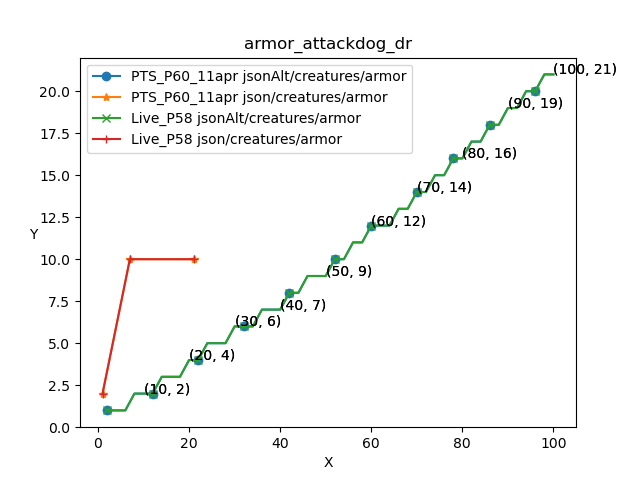 armor_attackdog_dr
PTS_P60_11apr jsonAlt/creatures/armor
PTS_P60_11apr json/creatures/armor
Live_P58 jsonAlt/creatures/armor
Live_P58 json/creatures/armor
(100, 21)
(90, 19)
(80, 16)
(70, 14)
(60, 12)
(50, 9)
(40, 7)
(30, 6)
(20, 4)
(10, 2)
Y
20.0
17.5
15.0
12.5
10.0
7.5
5.0
2.5
0.0
0 20 40 60 80 100
X